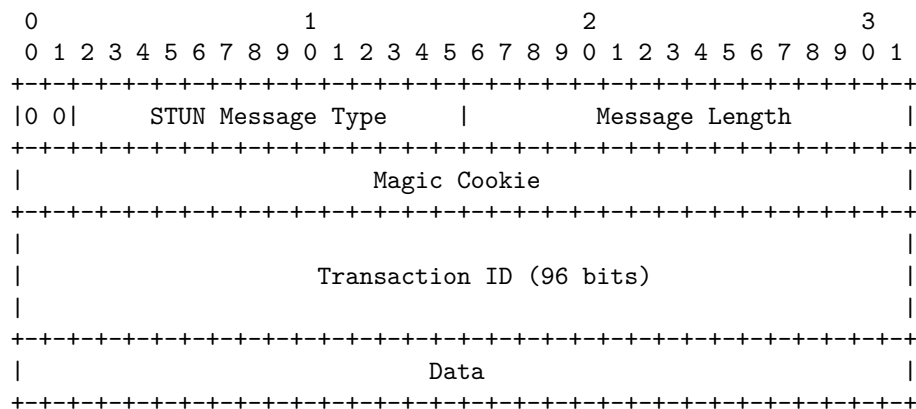 0                   1                   2                   3
 0 1 2 3 4 5 6 7 8 9 0 1 2 3 4 5 6 7 8 9 0 1 2 3 4 5 6 7 8 9 0 1
+-+-+-+-+-+-+-+-+-+-+-+-+-+-+-+-+-+-+-+-+-+-+-+-+-+-+-+-+-+-+-+-+
|0 0|     STUN Message Type     |         Message Length        |
+-+-+-+-+-+-+-+-+-+-+-+-+-+-+-+-+-+-+-+-+-+-+-+-+-+-+-+-+-+-+-+-+
|                         Magic Cookie                          |
+-+-+-+-+-+-+-+-+-+-+-+-+-+-+-+-+-+-+-+-+-+-+-+-+-+-+-+-+-+-+-+-+
|                                                               |
|                     Transaction ID (96 bits)                  |
|                                                               |
+-+-+-+-+-+-+-+-+-+-+-+-+-+-+-+-+-+-+-+-+-+-+-+-+-+-+-+-+-+-+-+-+
|                             Data                              |
+-+-+-+-+-+-+-+-+-+-+-+-+-+-+-+-+-+-+-+-+-+-+-+-+-+-+-+-+-+-+-+-+